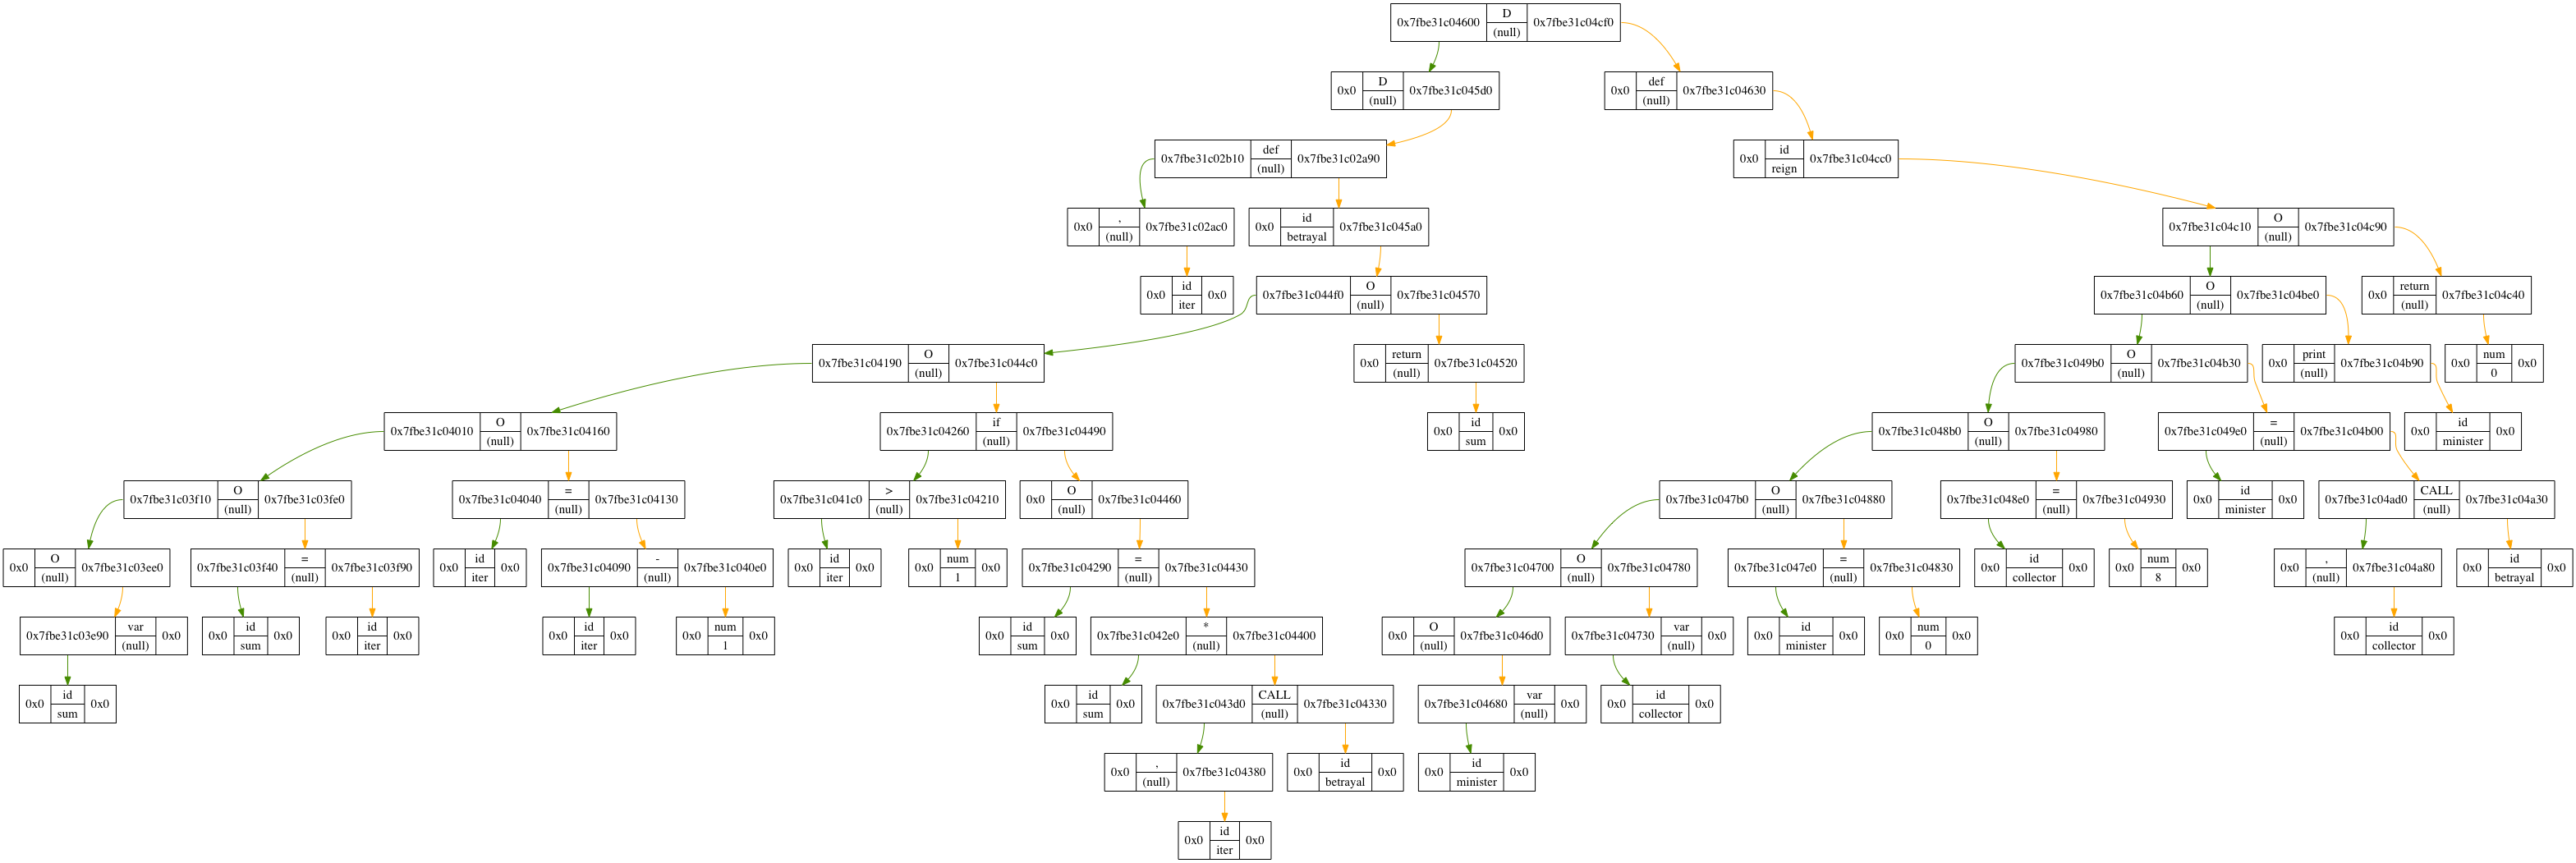 0x7fbe31c04600 D (null) 0x7fbe31c04cf0
0x0 D (null) 0x7fbe31c045d0
0x0 def (null) 0x7fbe31c04630
0x7fbe31c02b10 def (null) 0x7fbe31c02a90
0x0 id reign 0x7fbe31c04cc0
0x0 , (null) 0x7fbe31c02ac0
0x0 id betrayal 0x7fbe31c045a0
0x7fbe31c04c10 O (null) 0x7fbe31c04c90
0x0 id iter 0x0
0x7fbe31c044f0 O (null) 0x7fbe31c04570
0x7fbe31c04b60 O (null) 0x7fbe31c04be0
0x0 return (null) 0x7fbe31c04c40
0x7fbe31c04190 O (null) 0x7fbe31c044c0
0x0 return (null) 0x7fbe31c04520
0x7fbe31c049b0 O (null) 0x7fbe31c04b30
0x0 print (null) 0x7fbe31c04b90
0x0 num 0 0x0
0x7fbe31c04010 O (null) 0x7fbe31c04160
0x7fbe31c04260 if (null) 0x7fbe31c04490
0x0 id sum 0x0
0x7fbe31c048b0 O (null) 0x7fbe31c04980
0x7fbe31c049e0 = (null) 0x7fbe31c04b00
0x0 id minister 0x0
0x7fbe31c03f10 O (null) 0x7fbe31c03fe0
0x7fbe31c04040 = (null) 0x7fbe31c04130
0x7fbe31c041c0 > (null) 0x7fbe31c04210
0x0 O (null) 0x7fbe31c04460
0x7fbe31c047b0 O (null) 0x7fbe31c04880
0x7fbe31c048e0 = (null) 0x7fbe31c04930
0x0 id minister 0x0
0x7fbe31c04ad0 CALL (null) 0x7fbe31c04a30
0x0 O (null) 0x7fbe31c03ee0
0x7fbe31c03f40 = (null) 0x7fbe31c03f90
0x0 id iter 0x0
0x7fbe31c04090 - (null) 0x7fbe31c040e0
0x0 id iter 0x0
0x0 num 1 0x0
0x7fbe31c04290 = (null) 0x7fbe31c04430
0x7fbe31c04700 O (null) 0x7fbe31c04780
0x7fbe31c047e0 = (null) 0x7fbe31c04830
0x0 id collector 0x0
0x0 num 8 0x0
0x0 , (null) 0x7fbe31c04a80
0x0 id betrayal 0x0
0x7fbe31c03e90 var (null) 0x0
0x0 id sum 0x0
0x0 id iter 0x0
0x0 id iter 0x0
0x0 num 1 0x0
0x0 id sum 0x0
0x7fbe31c042e0 * (null) 0x7fbe31c04400
0x0 O (null) 0x7fbe31c046d0
0x7fbe31c04730 var (null) 0x0
0x0 id minister 0x0
0x0 num 0 0x0
0x0 id collector 0x0
0x0 id sum 0x0
0x0 id sum 0x0
0x7fbe31c043d0 CALL (null) 0x7fbe31c04330
0x7fbe31c04680 var (null) 0x0
0x0 id collector 0x0
0x0 , (null) 0x7fbe31c04380
0x0 id betrayal 0x0
0x0 id minister 0x0
0x0 id iter 0x0